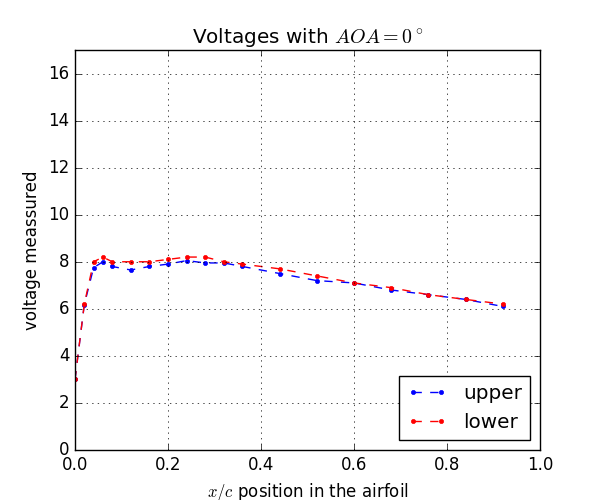 Voltages with AOA = 0°
voltage meassured
16
14
12
10
8
6
4
2
0
0.0 0.2 0.4 0.6 0.8 1.0
x/c position in the airfoil
upper
lower